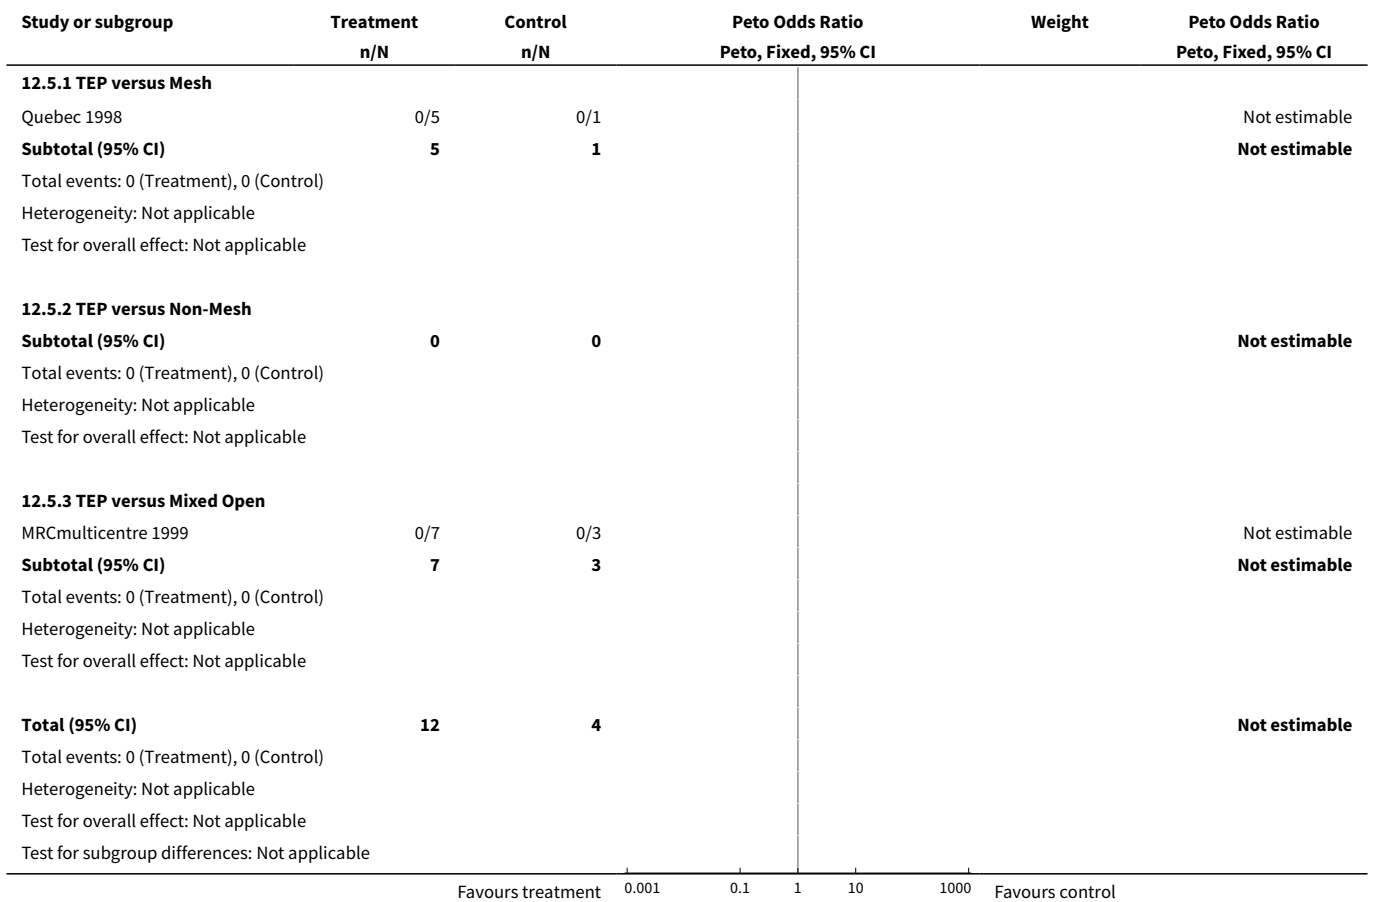 Study or subgroup Treatment Control Peto Odds Ratio Weight Peto Odds Ratio
n/N n/N Peto, Fixed, 95% CI Peto, Fixed, 95% CI
12.5.1 TEP versus Mesh
Quebec 1998 0/5 0/1 Not estimable
Subtotal (95% CI) 5 1 Not estimable
Total events: 0 (Treatment), 0 (Control)
Heterogeneity: Not applicable
Test for overall effect: Not applicable
12.5.2 TEP versus Non-Mesh
Subtotal (95% CI) 0 0 Not estimable
Total events: 0 (Treatment), 0 (Control)
Heterogeneity: Not applicable
Test for overall effect: Not applicable
12.5.3 TEP versus Mixed Open
MRCmulticentre 1999 0/7 0/3 Not estimable
Subtotal (95% CI) 7 3 Not estimable
Total events: 0 (Treatment), 0 (Control)
Heterogeneity: Not applicable
Test for overall effect: Not applicable
Total (95% CI) 12 4 Not estimable
Total events: 0 (Treatment), 0 (Control)
Heterogeneity: Not applicable
Test for overall effect: Not applicable
Test for subgroup differences: Not applicable
Favours treatment 0.001 0.1 1 10 1000 Favours control